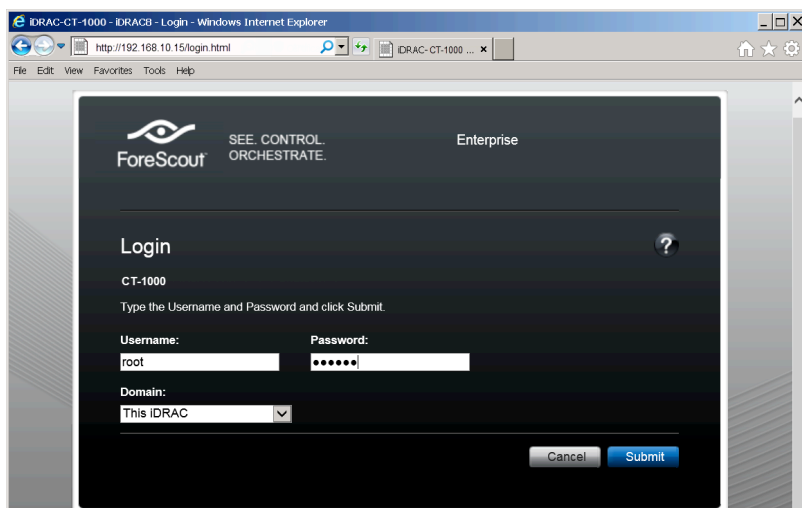 iDRAC-CT-1000 - iDRAC8 - Login - Windows Internet Explorer
http://192.168.10.15/login.html
iDRAC-CT-1000 ...
File Edit View Favorites Tools Help
ForeScout
SEE. CONTROL.
ORCHESTRATE.
Enterprise
Login
?
CT-1000
Type the Username and Password and click Submit.
Username: Password:
root ••••••
Domain:
This iDRAC
Cancel Submit